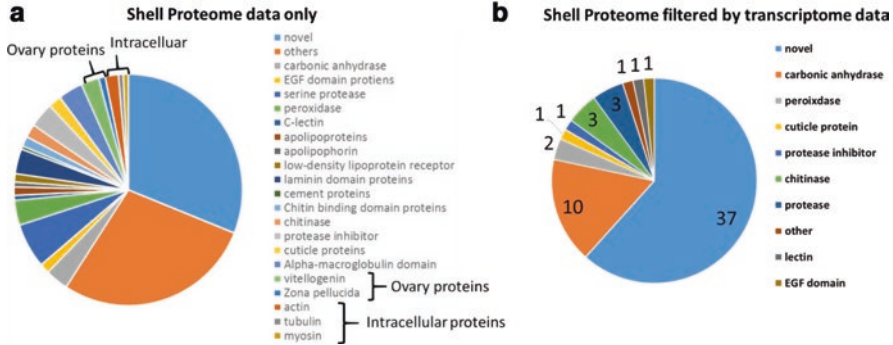 a
Shell Proteome data only
Ovary proteins
Intracelluar
novel
others
carbonic anhydrase
EGF domain protiens
serine protease
peroxidase
C-lectin
apolipoproteins
apolipophorin
low-density lipoprotein receptor
laminin domain proteins
cement proteins
Chitin binding domain proteins
chitinase
protease inhibitor
cuticle proteins
Alpha-macroglobulin domain
vitellogenin
Zona pellucida
Ovary proteins
actin
tubulin
myosin
Intracellular proteins
b
Shell Proteome filtered by transcriptome data
1 1 1
3
3
1
1
2
10
37
novel
carbonic anhydrase
peroixdase
cuticle protein
protease inhibitor
chitinase
protease
other
lectin
EGF domain